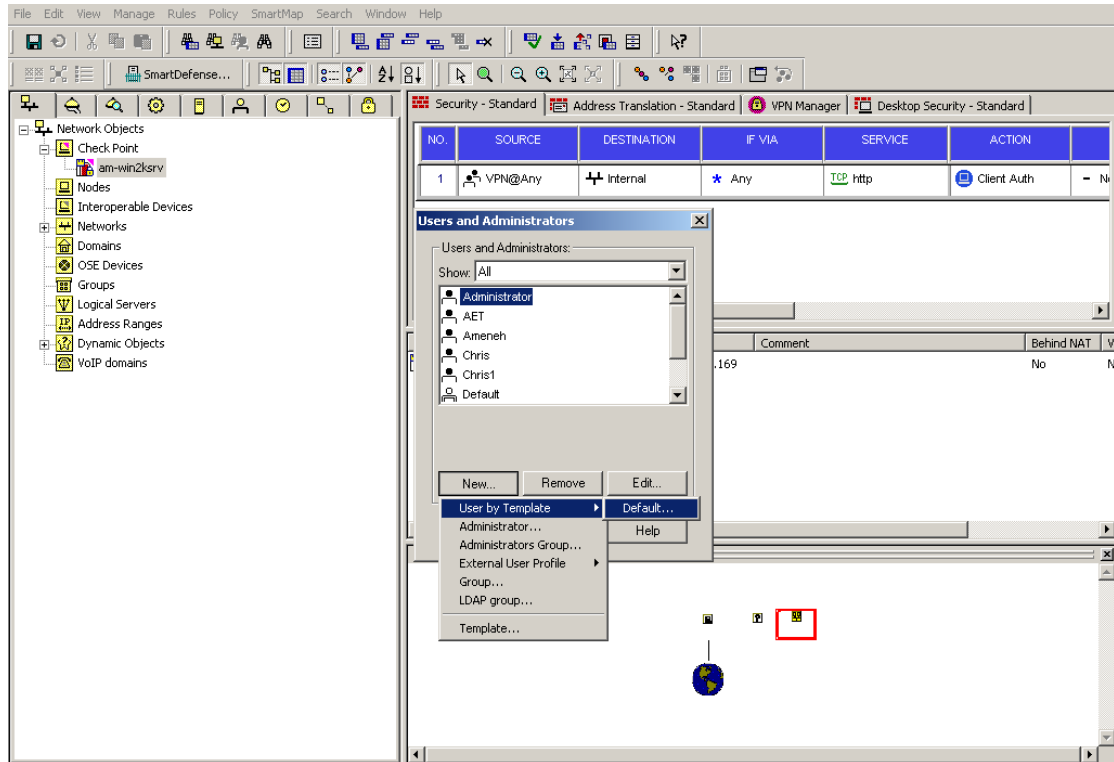 File Edit View Manage Rules Policy SmartMap Search Window Help
SmartDefense...
Security - Standard Address Translation - Standard VPN Manager Desktop Security - Standard
Network Objects
Check Point
am-win2ksrv
Nodes
Interoperable Devices
Networks
Domains
OSE Devices
Groups
Logical Servers
Address Ranges
Dynamic Objects
VoIP domains
NO. SOURCE DESTINATION IF VIA SERVICE ACTION
1 VPN@Any Internal * Any TCP http Client Auth
Users and Administrators
Users and Administrators:
Show: All
Administrator
AET
Ameneh
Chris
Chris1
Default
New... Remove Edit...
User by Template Default...
Administrator... Help
Administrators Group...
External User Profile
Group...
LDAP group...
Template...
Comment Behind NAT
.169 No